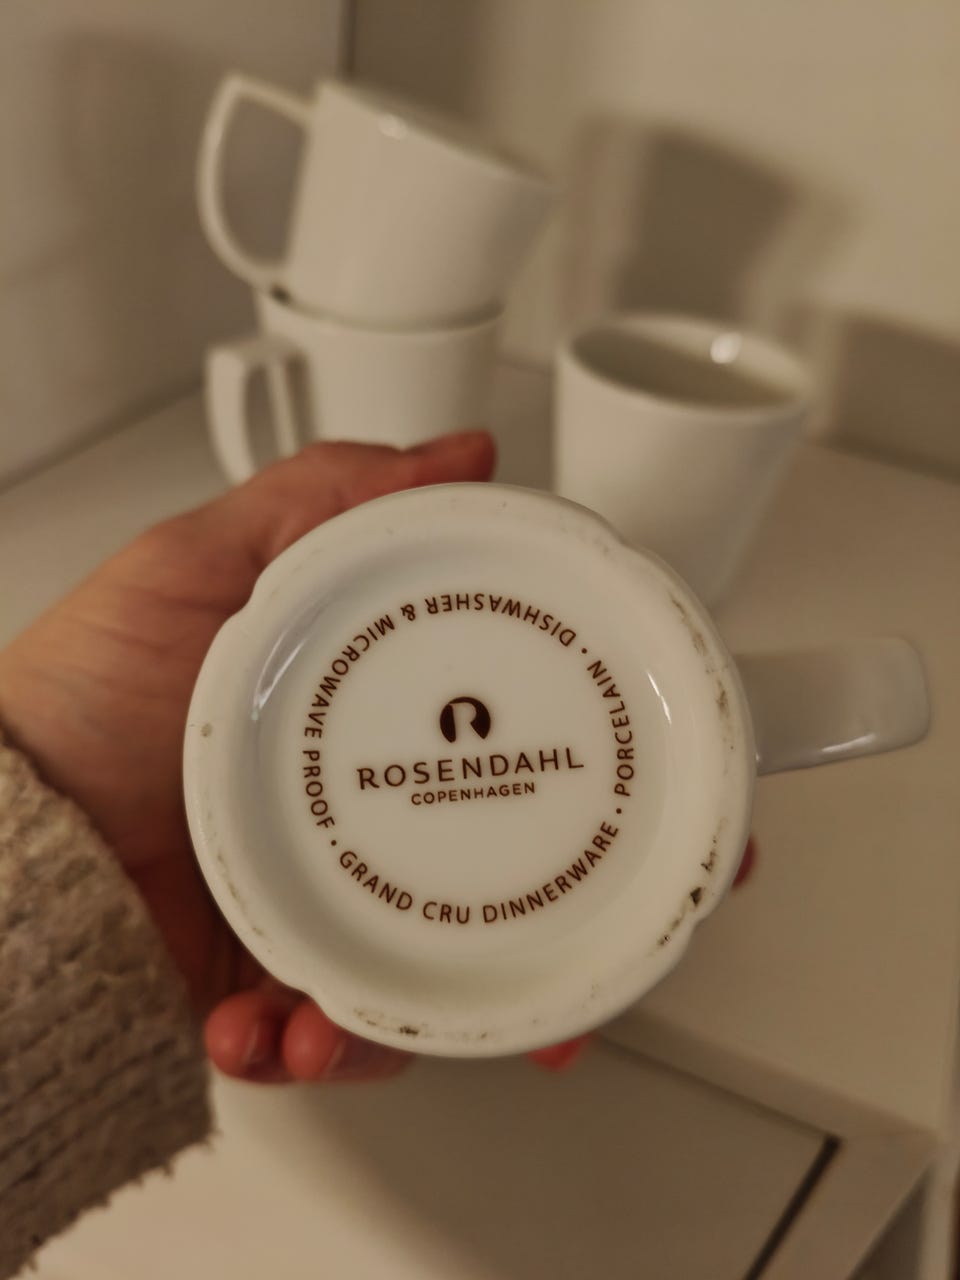 R
ROSENDAHL
COPENHAGEN
GRAND CRU DINNERWARE • PORCELAIN • DISHWASHER & MICROWAVE PROOF •